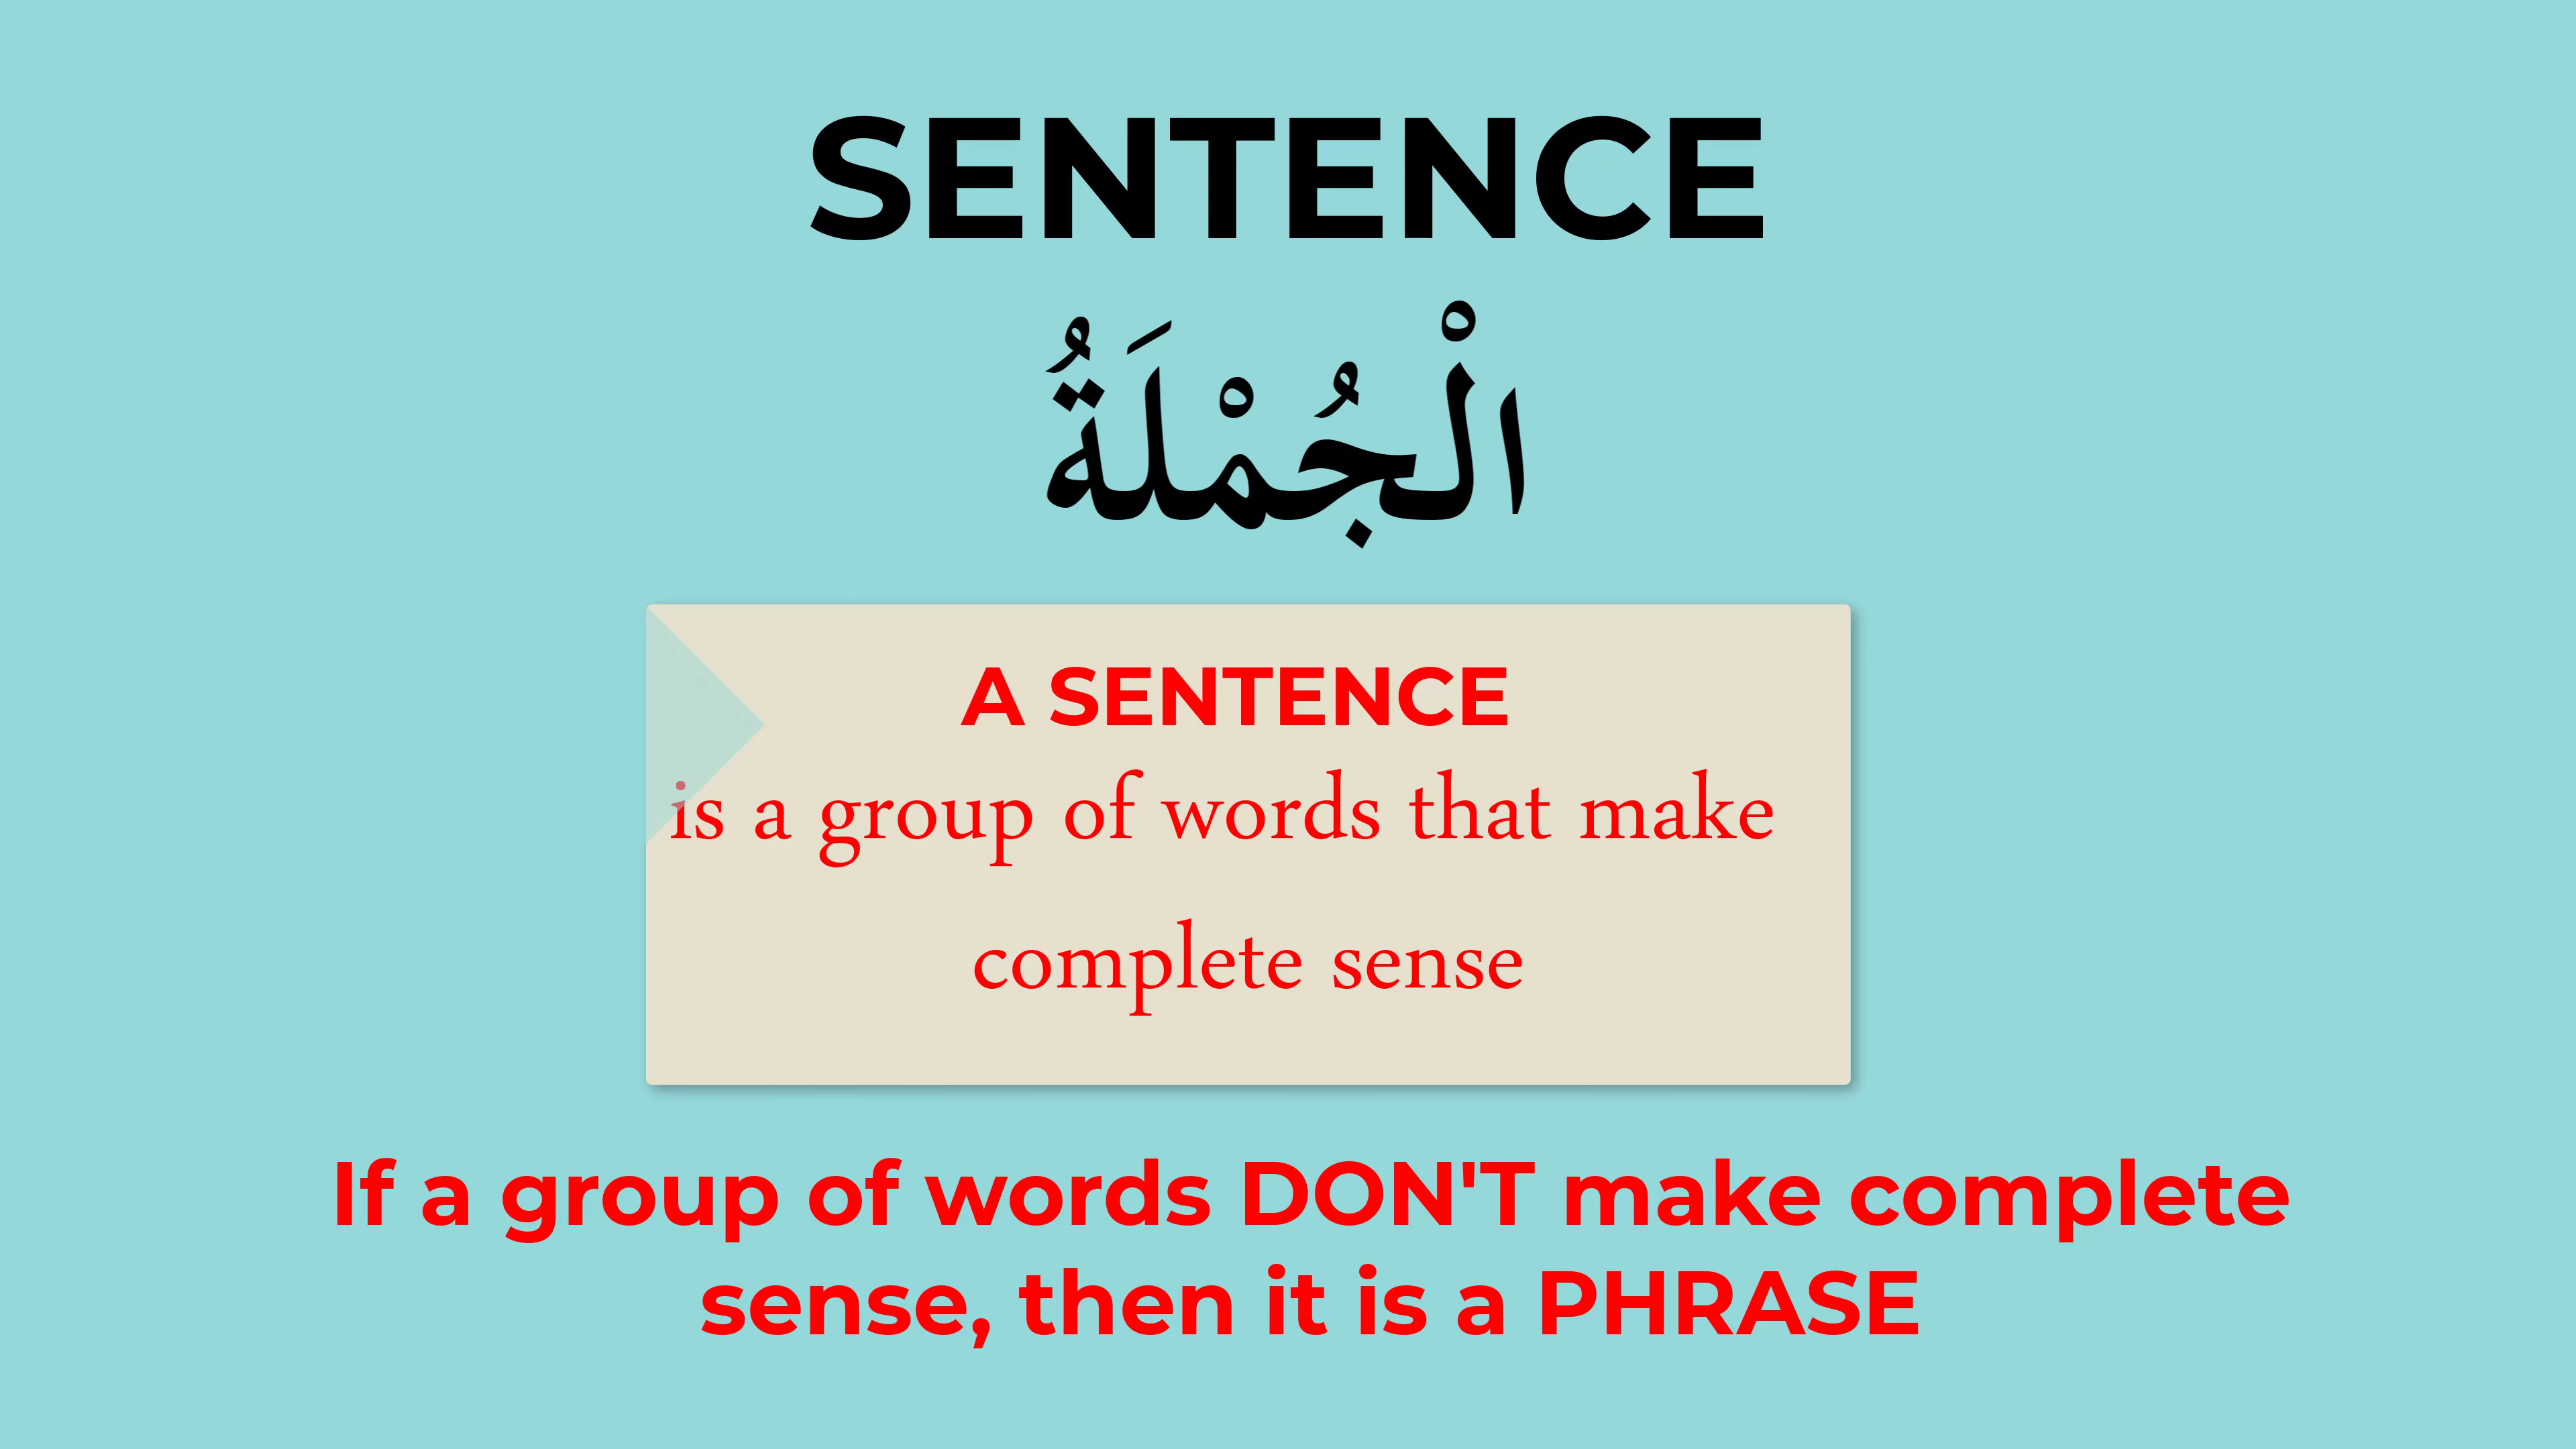 SENTENCE
الْجُمْلَةُ
A SENTENCE
is a group of words that make
complete sense
If a group of words DON'T make complete
sense, then it is a PHRASE